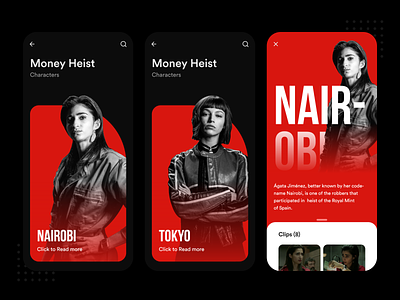 Money Heist
Characters
NAIROBI
Click to Read more
Money Heist
Characters
TOKYO
Click to Read more
NAIR-
OBI
Ágata Jiménez, better known by her code-
name Nairobi, is one of the robbers that
participated in heist of the Royal Mint
of Spain.
Clips (8)